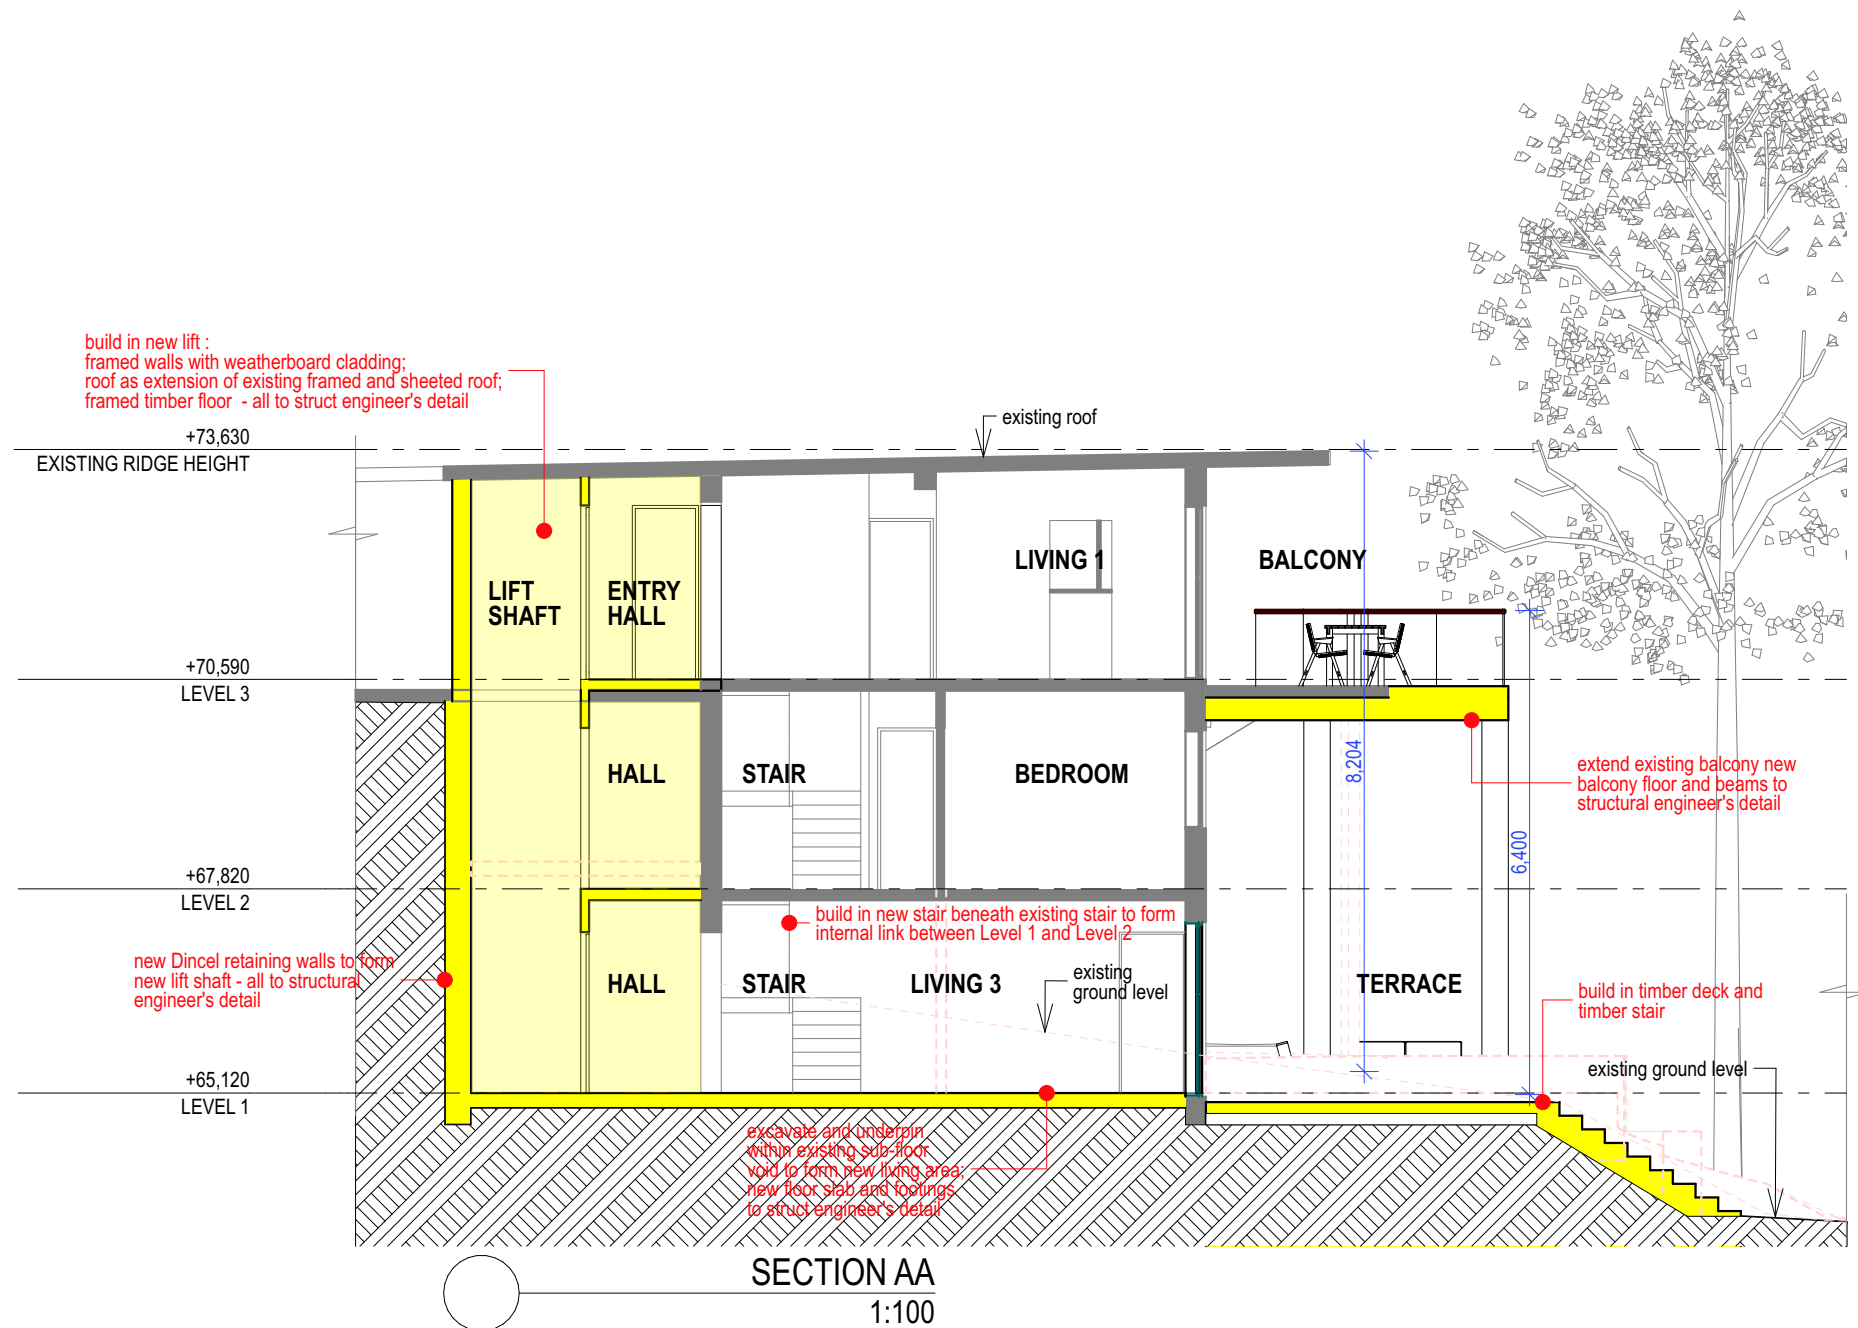 build in new lift :
framed walls with weatherboard cladding;
roof as extension of existing framed and sheeted roof;
framed timber floor - all to struct engineer's detail
existing roof
+73,630
EXISTING RIDGE HEIGHT
LIVING 1
BALCONY
LIFT
SHAFT
ENTRY
HALL
+70,590
LEVEL 3
HALL
STAIR
BEDROOM
8,204
extend existing balcony new
balcony floor and beams to
structural engineer's detail
6,400
+67,820
LEVEL 2
build in new stair beneath existing stair to form
internal link between Level 1 and Level 2
new Dincel retaining walls to form
new lift shaft - all to structural
engineer's detail
HALL
STAIR
LIVING 3
existing
ground level
TERRACE
build in timber deck and
timber stair
existing ground level
+65,120
LEVEL 1
excavate and underpin
within existing sub-floor
void to form new living area;
new floor slab and footings
to struct engineer's detail
SECTION AA
1:100